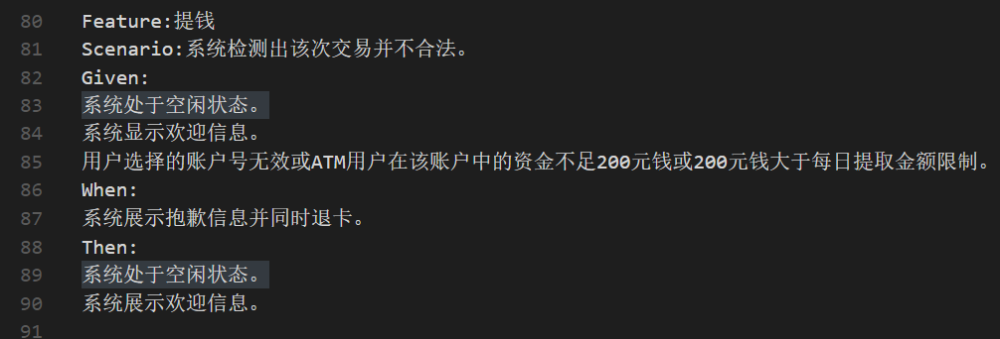 80 Feature:提钱
81 Scenario:系统检测出该次交易并不合法。
82 Given:
83 系统处于空闲状态。
84 系统显示欢迎信息。
85 用户选择的账户号无效或ATM用户在该账户中的资金不足200元钱或200元钱大于每日提取金额限制。
86 When:
87 系统展示抱歉信息并同时退卡。
88 Then:
89 系统处于空闲状态。
90 系统展示欢迎信息。
91